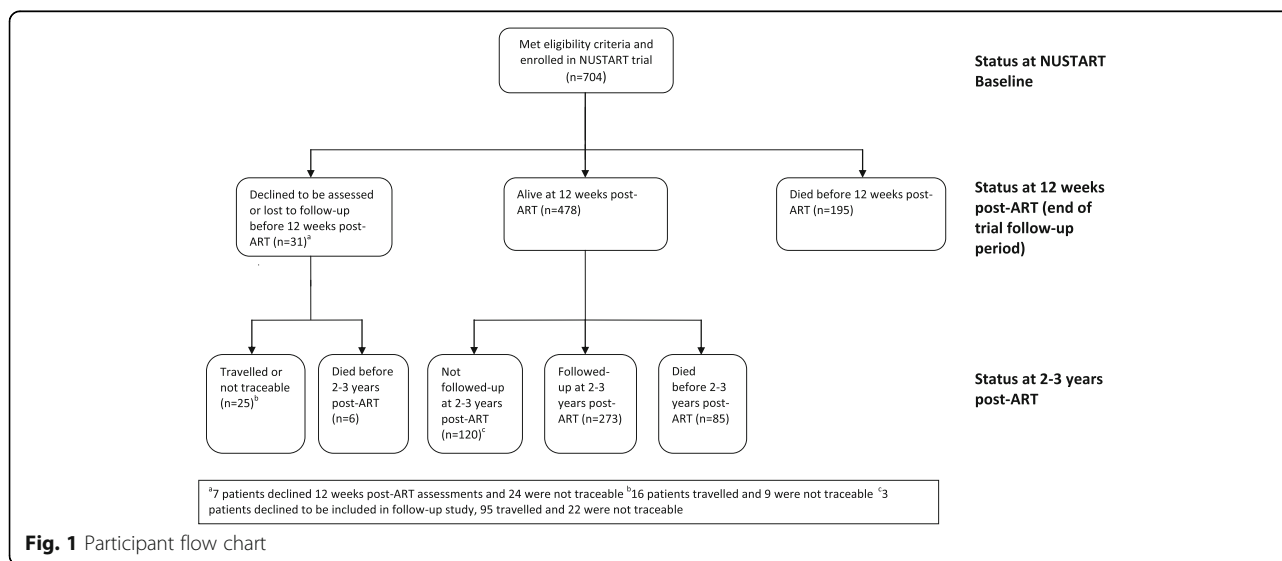 Met eligibility criteria and
enrolled in NUSTART trial
(n=704)
Status at NUSTART
Baseline
Declined to be assessed
or lost to follow-up
before 12 weeks post-
ART (n=31)a
Alive at 12 weeks post-
ART (n=478)
Died before 12 weeks post-
ART (n=195)
Status at 12 weeks
post-ART (end of
trial follow-up
period)
Travelled or
not traceable
(n=25)b
Died before
2-3 years
post-ART
(n=6)
Not
followed-up
at 2-3 years
post-ART
(n=120)c
Followed-
up at 2-3
years post-
ART (n=273)
Died
before 2-3
years post-
ART (n=85)
Status at 2-3 years
post-ART
a7 patients declined 12 weeks post-ART assessments and 24 were not traceable b16 patients travelled and 9 were not traceable c3
patients declined to be included in follow-up study, 95 travelled and 22 were not traceable
Fig. 1 Participant flow chart